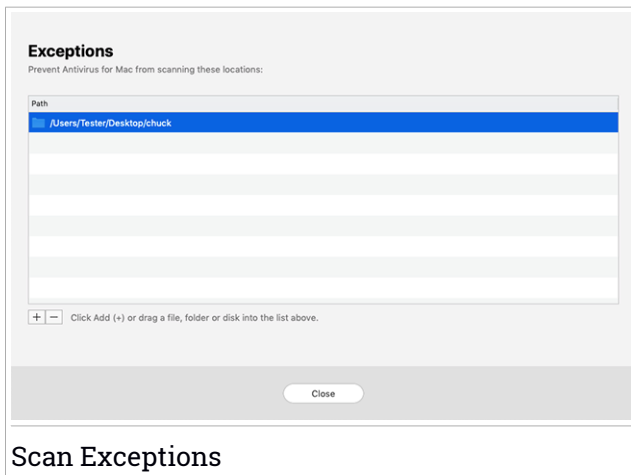 Exceptions
Prevent Antivirus for Mac from scanning these locations:
Path
/Users/Tester/Desktop/chuck
+ − Click Add (+) or drag a file, folder or disk into the list above.
Close
Scan Exceptions